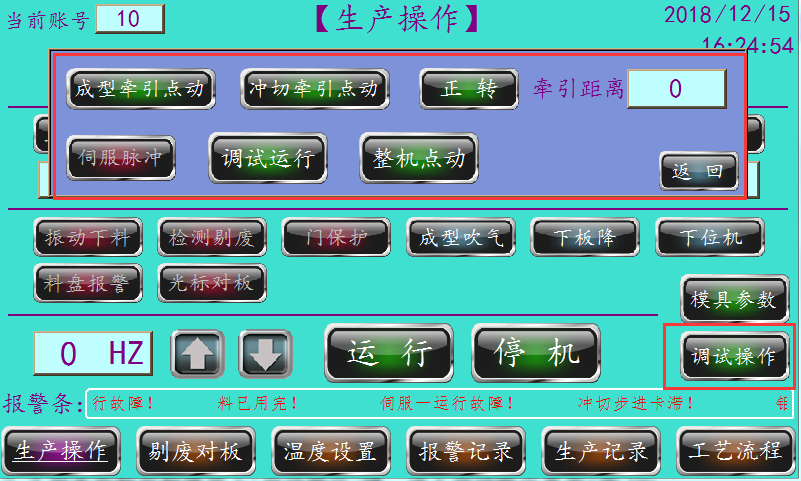 当前账号 10 【生产操作】 2018/12/15
16:24:54
成型牵引点动 冲切牵引点动 正 转 牵引距离 0
伺服脉冲 调试运行 整机点动 返 回
振动下料 检测剔废 门保护 成型吹气 下板降 下位机
料盘报警 光标对板
模具参数
0 HZ 运 行 停 机 调试操作
报警条: 行故障! 料已用完! 伺服一运行故障! 冲切步进卡滞!
生产操作 剔废对板 温度设置 报警记录 生产记录 工艺流程